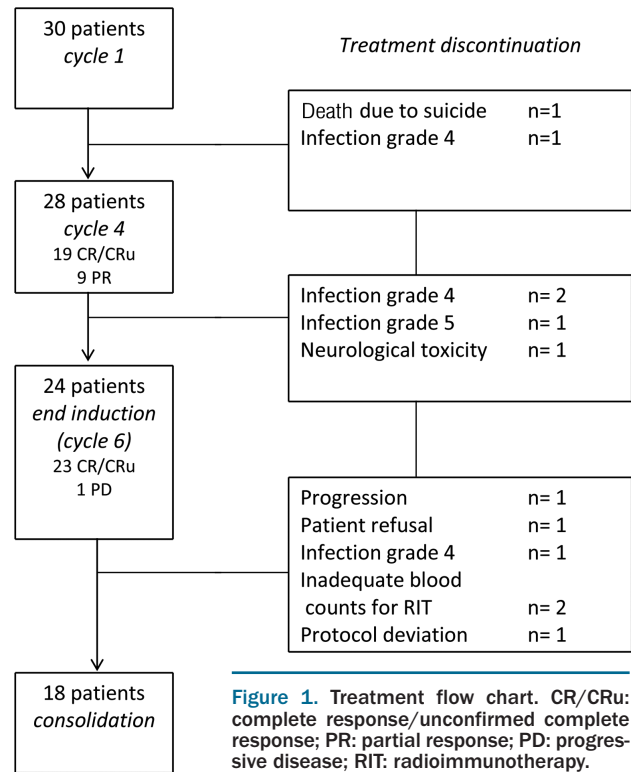 30 patients
cycle 1
Treatment discontinuation
Death due to suicide n=1
Infection grade 4 n=1
28 patients
cycle 4
19 CR/CRu
9 PR
Infection grade 4 n= 2
Infection grade 5 n= 1
Neurological toxicity n= 1
24 patients
end induction
(cycle 6)
23 CR/CRu
1 PD
Progression n= 1
Patient refusal n= 1
Infection grade 4 n= 1
Inadequate blood
counts for RIT n= 2
Protocol deviation n= 1
18 patients
consolidation
Figure 1. Treatment flow chart. CR/CRu:
complete response/unconfirmed complete
response; PR: partial response; PD: progres-
sive disease; RIT: radioimmunotherapy.